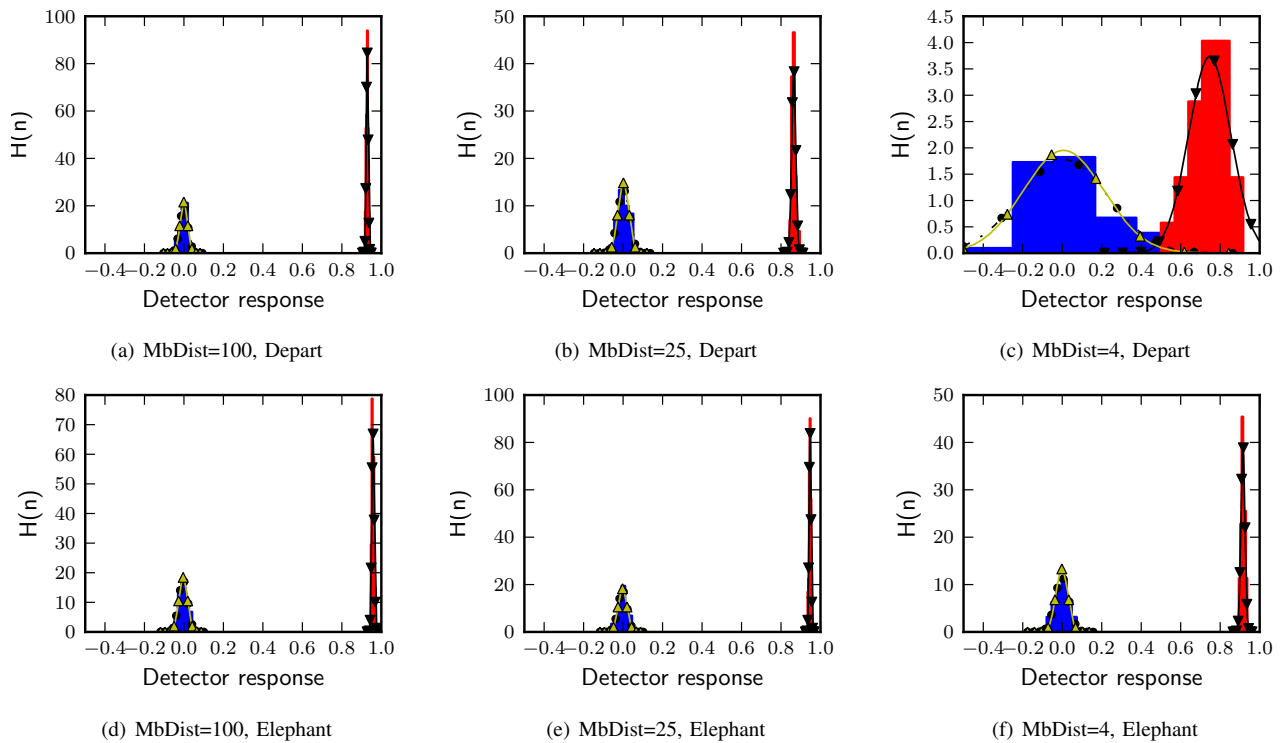 100
80
60
40
20
0
H(n)
−0.4−0.2 0.0 0.2 0.4 0.6 0.8 1.0
Detector response
(a) MbDist=100, Depart
50
40
30
20
10
0
H(n)
−0.4−0.2 0.0 0.2 0.4 0.6 0.8 1.0
Detector response
(b) MbDist=25, Depart
4.5
4.0
3.5
3.0
2.5
2.0
1.5
1.0
0.5
0.0
H(n)
−0.4−0.2 0.0 0.2 0.4 0.6 0.8 1.0
Detector response
(c) MbDist=4, Depart
80
70
60
50
40
30
20
10
0
H(n)
−0.4−0.2 0.0 0.2 0.4 0.6 0.8 1.0
Detector response
(d) MbDist=100, Elephant
100
80
60
40
20
0
H(n)
−0.4−0.2 0.0 0.2 0.4 0.6 0.8 1.0
Detector response
(e) MbDist=25, Elephant
50
40
30
20
10
0
H(n)
−0.4−0.2 0.0 0.2 0.4 0.6 0.8 1.0
Detector response
(f) MbDist=4, Elephant